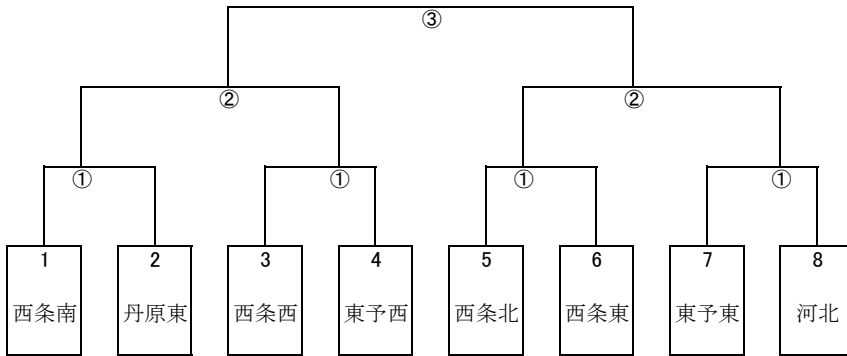 ③
② ②
① ① ① ①
1 2 3 4 5 6 7 8
西条南 丹原東 西条西 東予西 西条北 西条東 東予東 河北